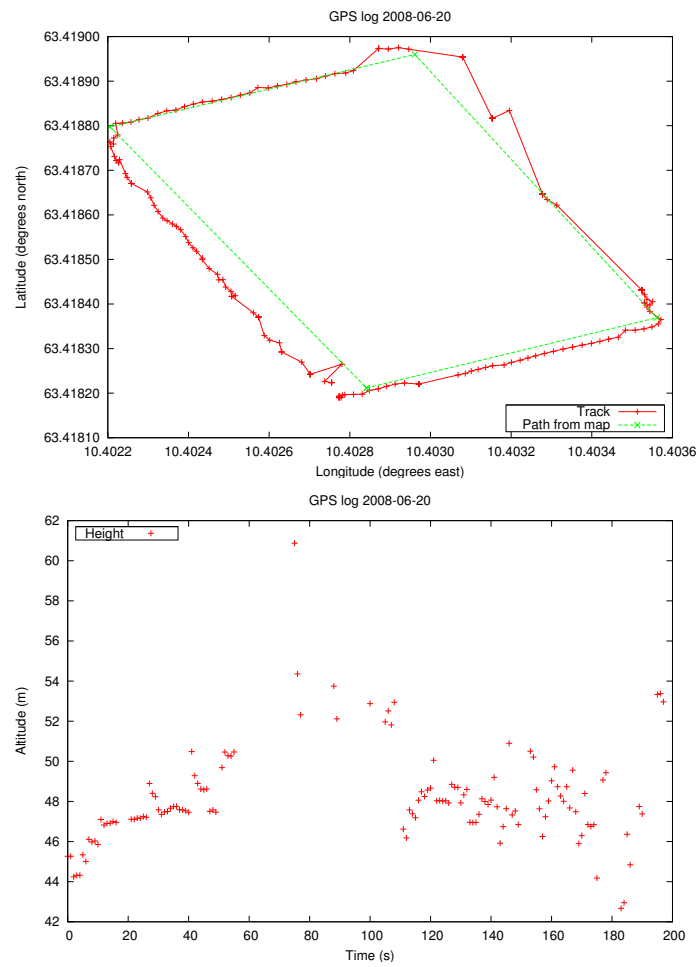 GPS log 2008-06-20
63.41900
63.41890
63.41880
63.41870
63.41860
63.41850
63.41840
63.41830
63.41820
63.41810
Latitude (degrees north)
Track
Path from map
10.4022 10.4024 10.4026 10.4028 10.4030 10.4032 10.4034 10.4036
Longitude (degrees east)
GPS log 2008-06-20
62
60
58
56
54
52
50
48
46
44
42
Altitude (m)
Height
0 20 40 60 80 100 120 140 160 180 200
Time (s)